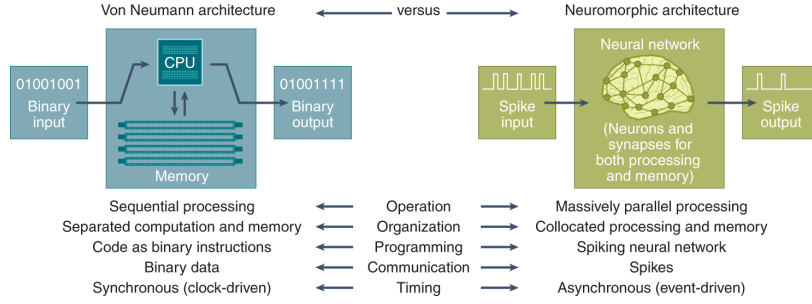 Von Neumann architecture versus Neuromorphic architecture
01001001
Binary
input
CPU
Memory
01001111
Binary
output
Spike
input
Neural network
(Neurons and
synapses for
both processing
and memory)
Spike
output
Sequential processing Operation Massively parallel processing
Separated computation and memory Organization Collocated processing and memory
Code as binary instructions Programming Spiking neural network
Binary data Communication Spikes
Synchronous (clock-driven) Timing Asynchronous (event-driven)